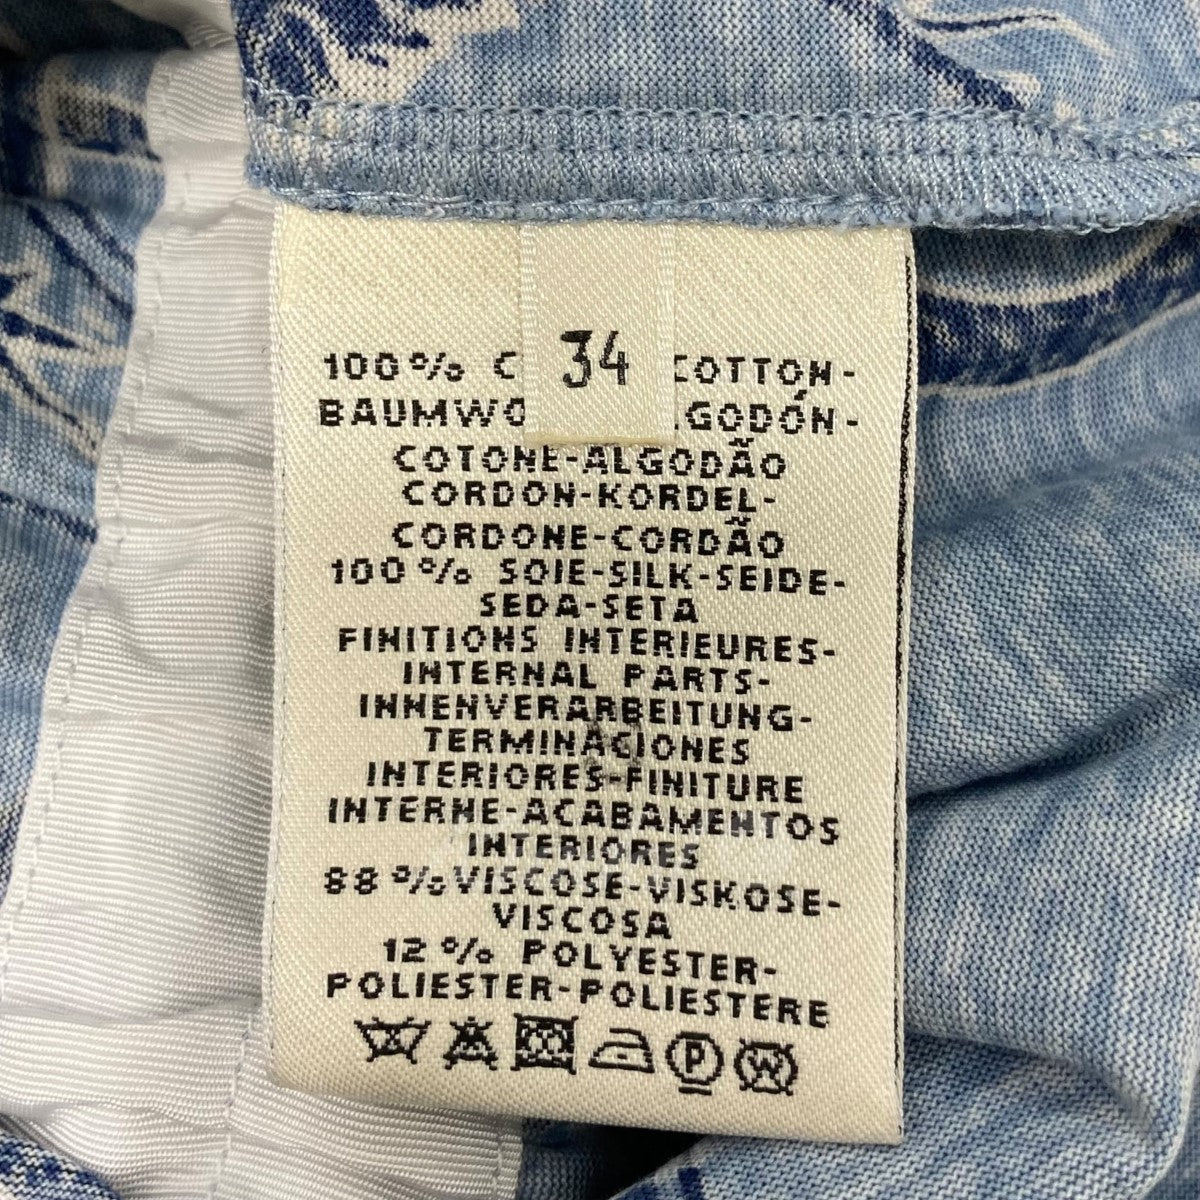 34
100% COTTON-
BAUMWO ALGODÓN-
COTONE-ALGODÃO
CORDON-KORDEL-
CORDONE-CORDÃO
100% SOIE-SILK-SEIDE-
SEDA-SETA
FINITIONS INTERIEURES-
INTERNAL PARTS-
INNENVERARBEITUNG-
TERMINACIONES
INTERIORES-FINITURE
INTERNE-ACABAMENTOS
INTERIORES
88%VISCOSE-VISKOSE-
VISCOSA
12% POLYESTER-
POLIESTER-POLIESTERE
P W